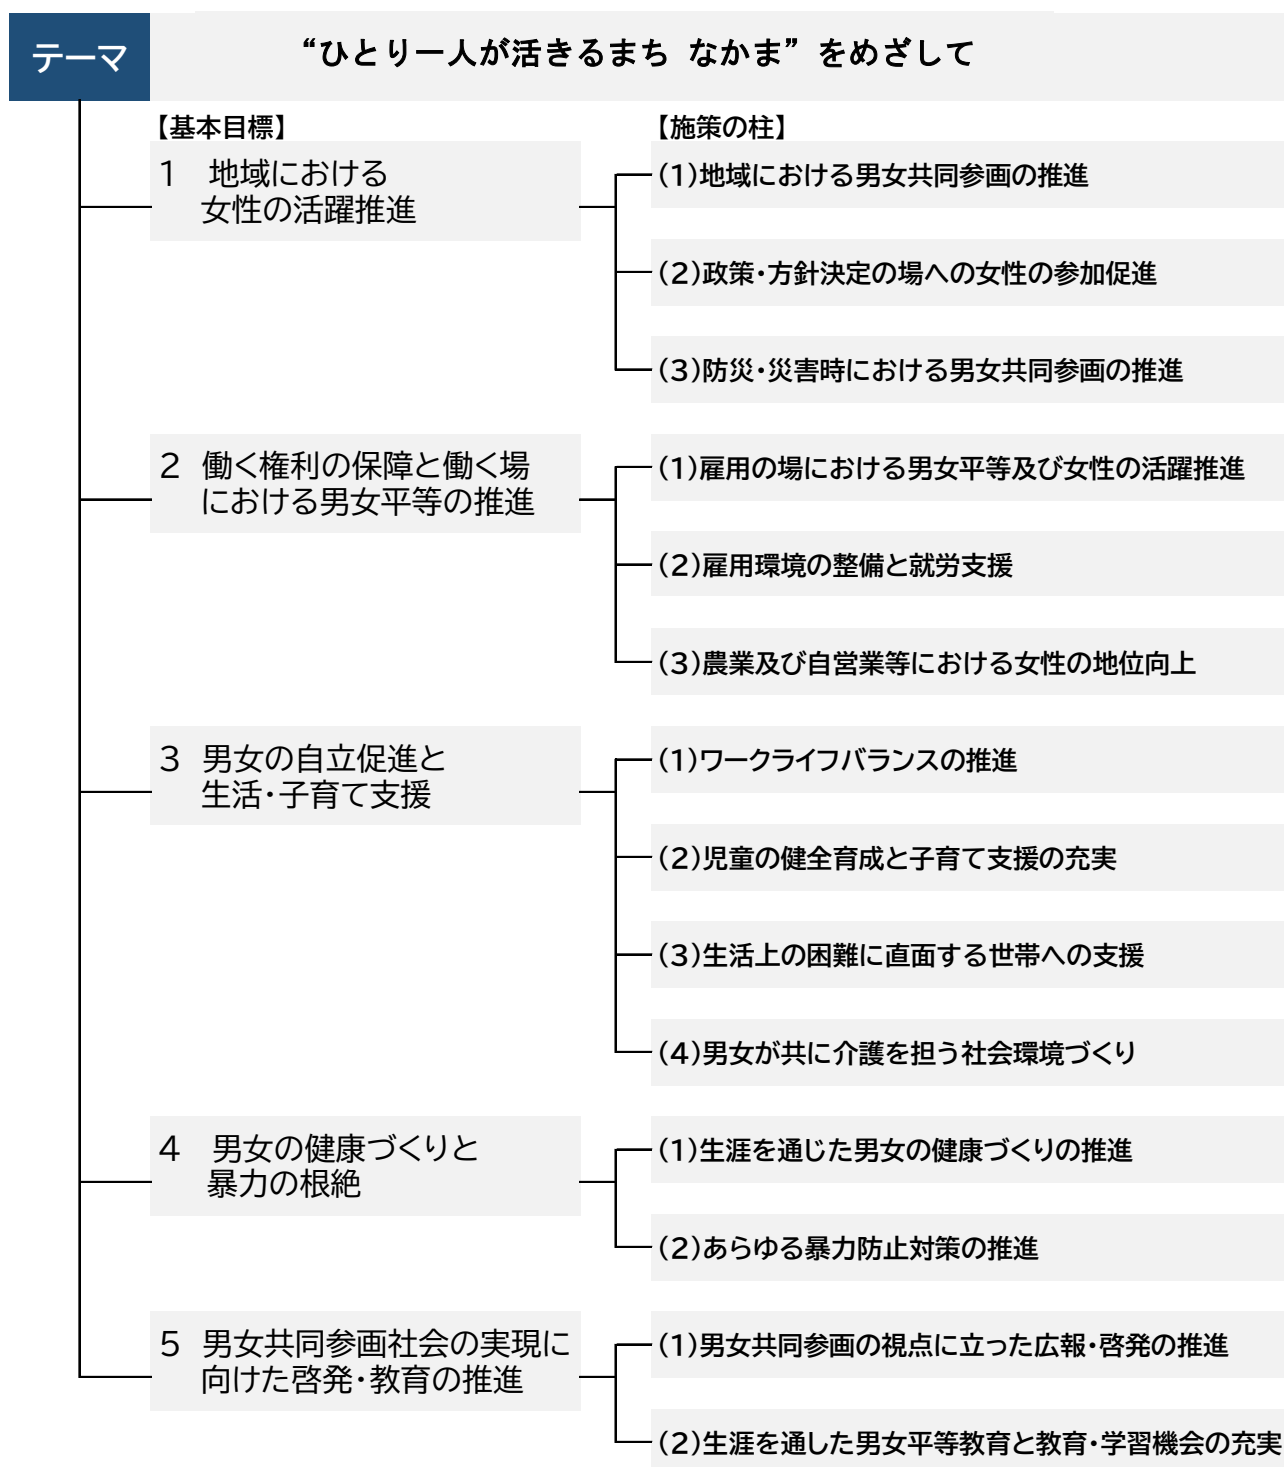 テーマ
“ひとり一人が活きるまち なかま”をめざして
【基本目標】
【施策の柱】
1 地域における
女性の活躍推進
(1)地域における男女共同参画の推進
(2)政策・方針決定の場への女性の参加促進
(3)防災・災害時における男女共同参画の推進
2 働く権利の保障と働く場
における男女平等の推進
(1)雇用の場における男女平等及び女性の活躍推進
(2)雇用環境の整備と就労支援
(3)農業及び自営業等における女性の地位向上
3 男女の自立促進と
生活・子育て支援
(1)ワークライフバランスの推進
(2)児童の健全育成と子育て支援の充実
(3)生活上の困難に直面する世帯への支援
(4)男女が共に介護を担う社会環境づくり
4 男女の健康づくりと
暴力の根絶
(1)生涯を通じた男女の健康づくりの推進
(2)あらゆる暴力防止対策の推進
5 男女共同参画社会の実現に
向けた啓発・教育の推進
(1)男女共同参画の視点に立った広報・啓発の推進
(2)生涯を通した男女平等教育と教育・学習機会の充実